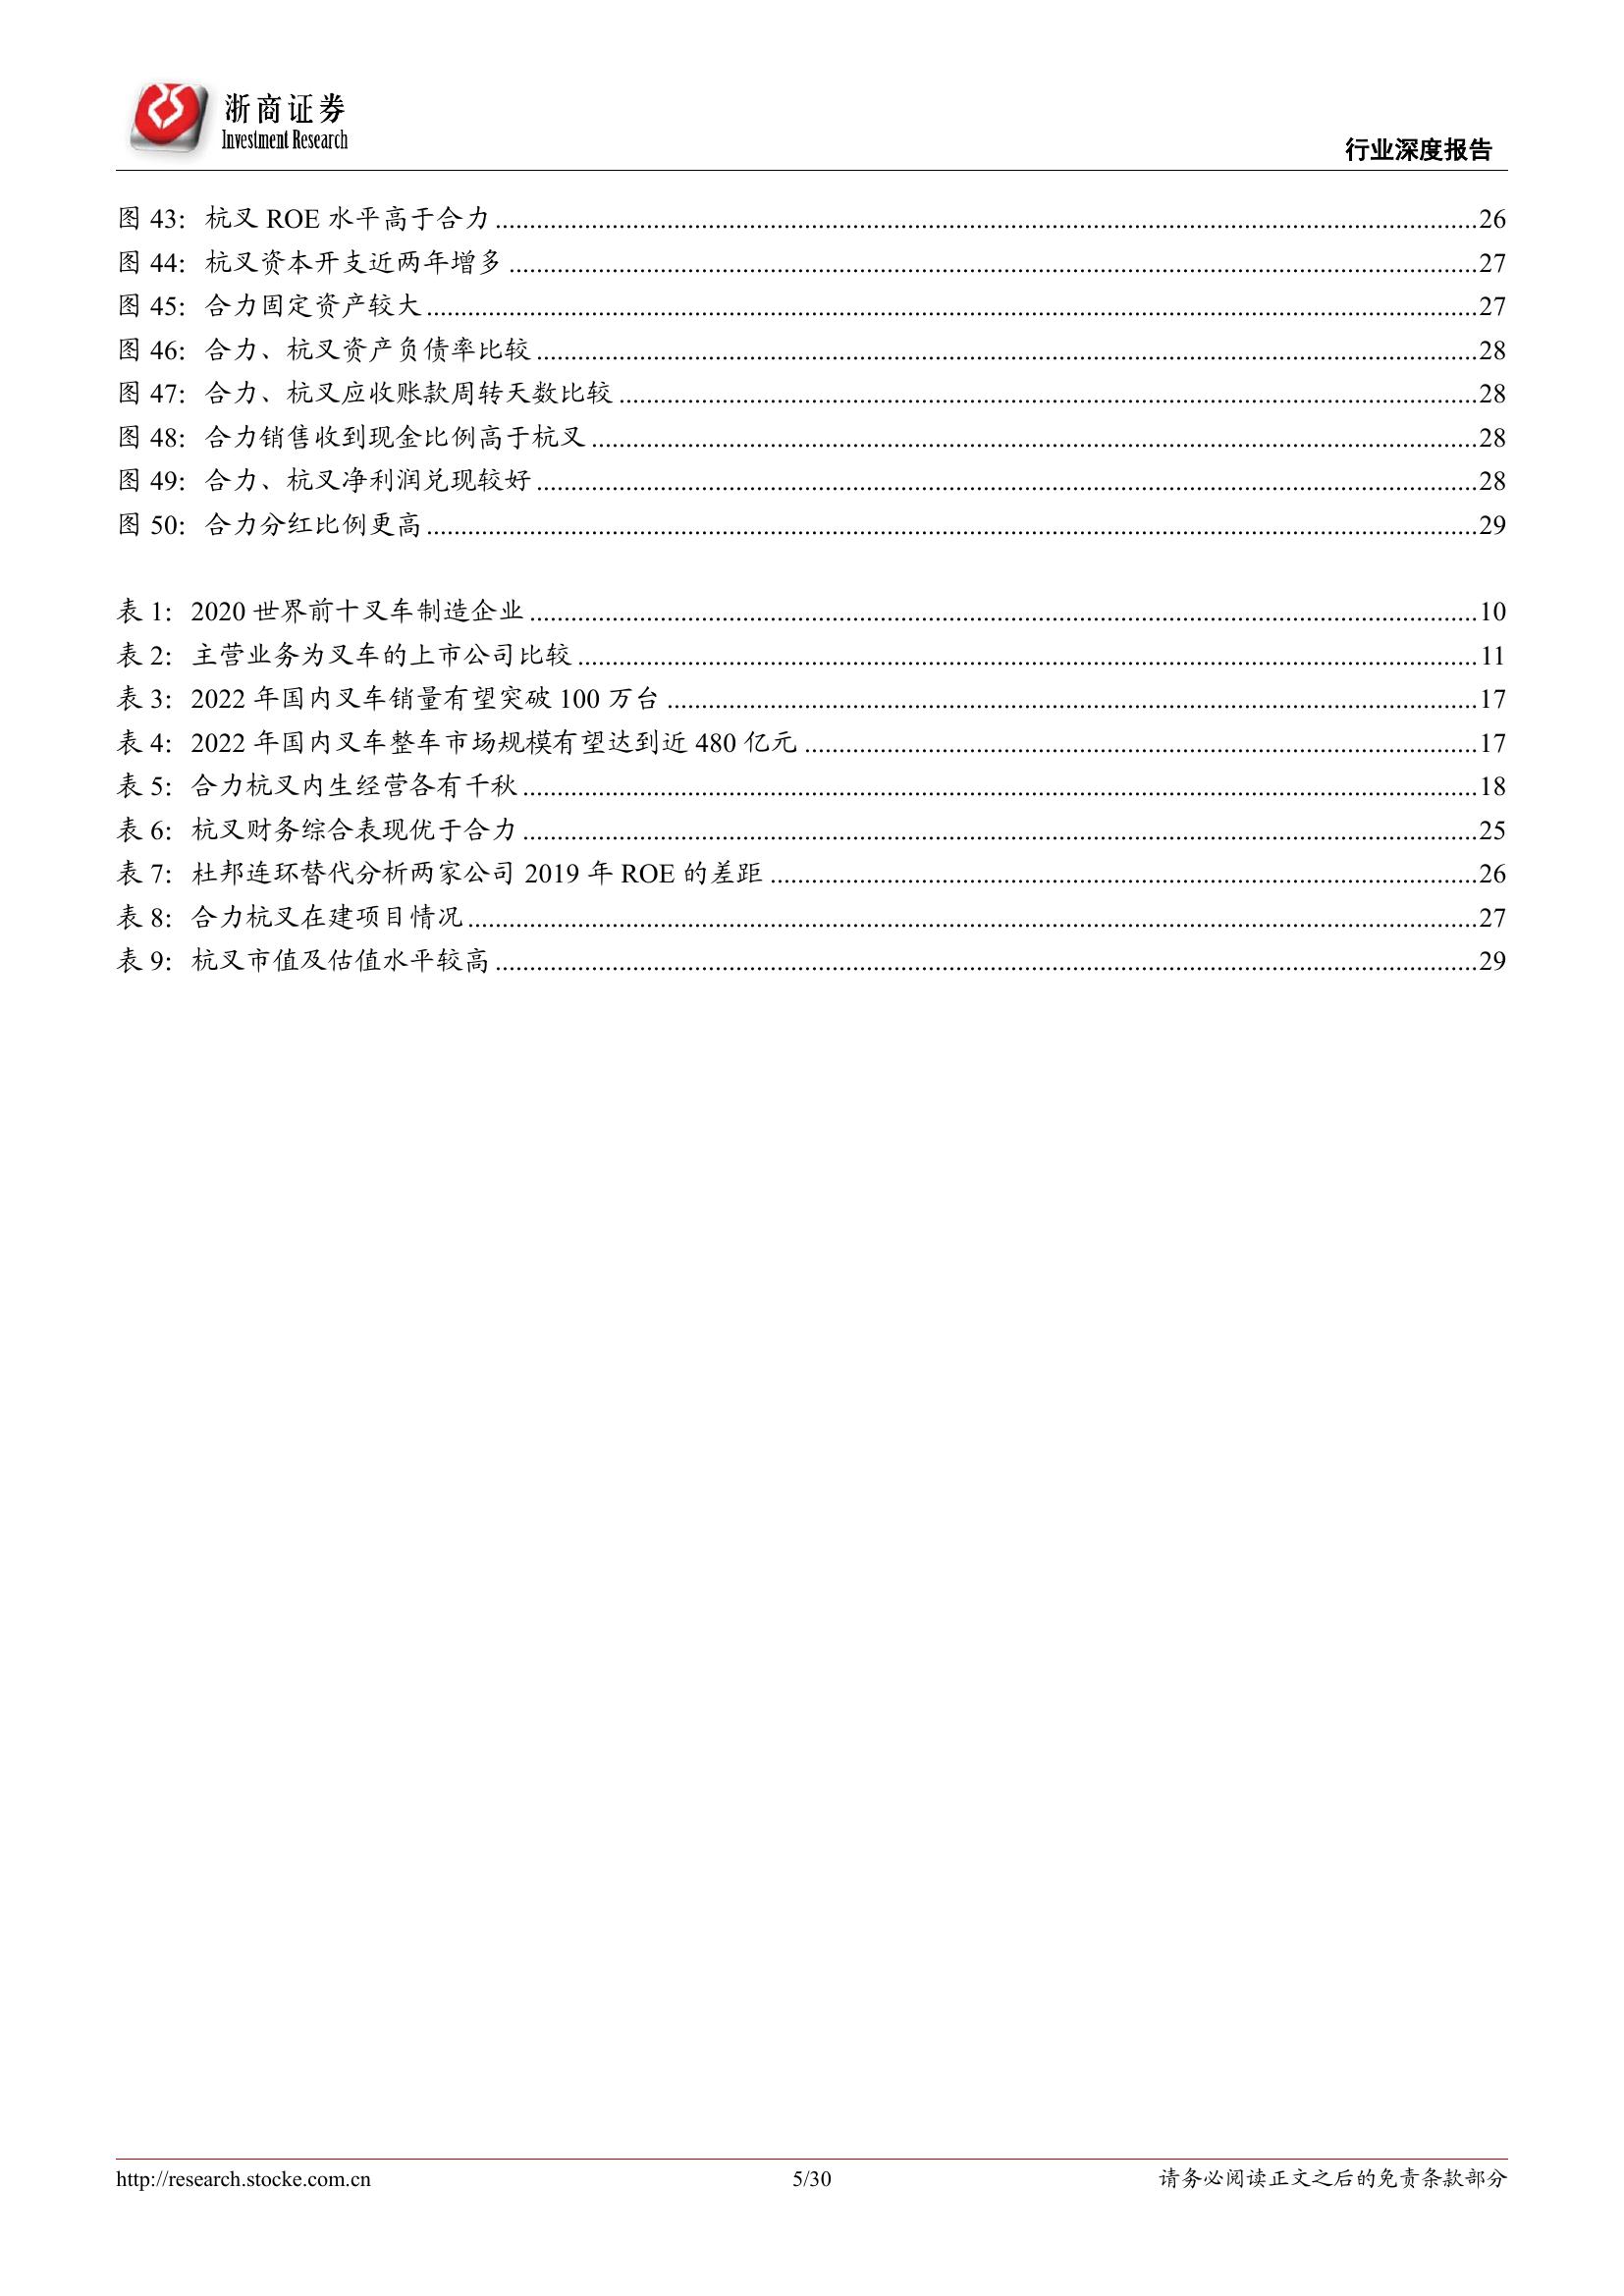 浙商证券
Investment Research
行业深度报告
图 43：杭叉 ROE 水平高于合力......26
图 44：杭叉资本开支近两年增多......27
图 45：合力固定资产较大......27
图 46：合力、杭叉资产负债率比较......28
图 47：合力、杭叉应收账款周转天数比较......28
图 48：合力销售收到现金比例高于杭叉......28
图 49：合力、杭叉净利润兑现较好......28
图 50：合力分红比例更高......29
表 1：2020 世界前十叉车制造企业......10
表 2：主营业务为叉车的上市公司比较......11
表 3：2022 年国内叉车销量有望突破 100 万台......17
表 4：2022 年国内叉车整车市场规模有望达到近 480 亿元......17
表 5：合力杭叉内生经营各有千秋......18
表 6：杭叉财务综合表现优于合力......25
表 7：杜邦连环替代分析两家公司 2019 年 ROE 的差距......26
表 8：合力杭叉在建项目情况......27
表 9：杭叉市值及估值水平较高......29
http://research.stocke.com.cn 5/30 请务必阅读正文之后的免责条款部分